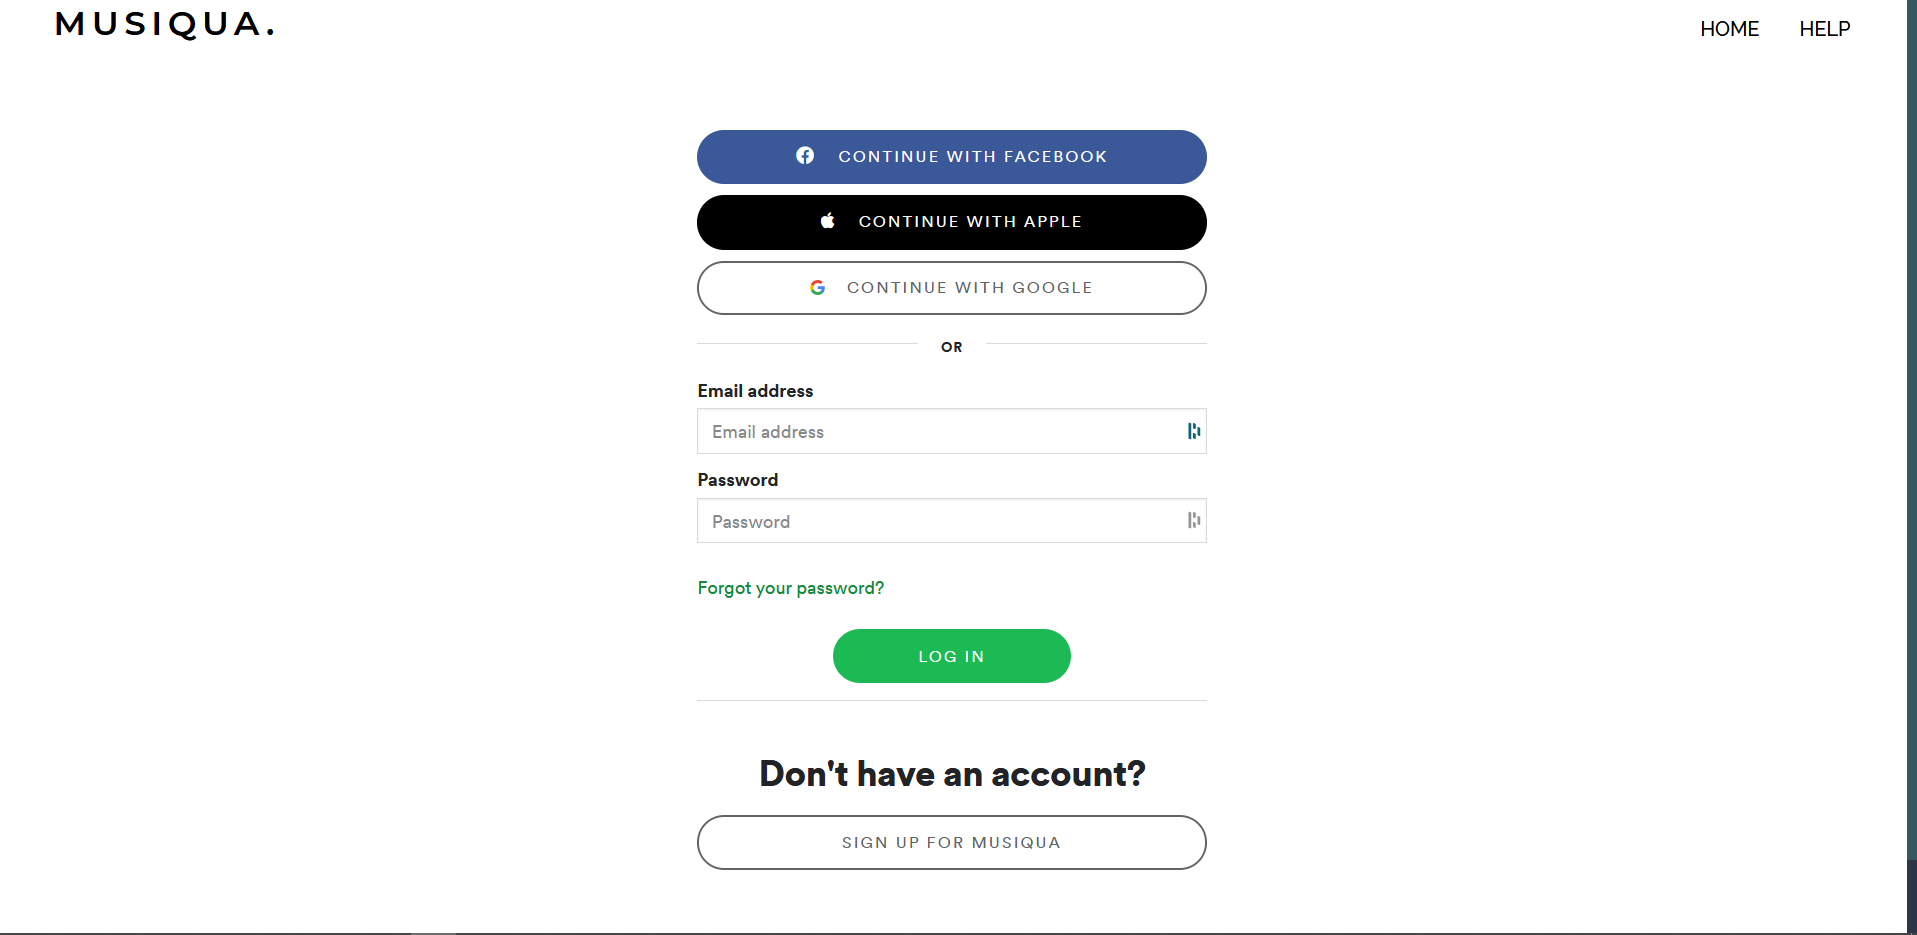 MUSIQUA.
HOME HELP
CONTINUE WITH FACEBOOK
CONTINUE WITH APPLE
CONTINUE WITH GOOGLE
OR
Email address
Email address
Password
Password
Forgot your password?
LOG IN
Don't have an account?
SIGN UP FOR MUSIQUA